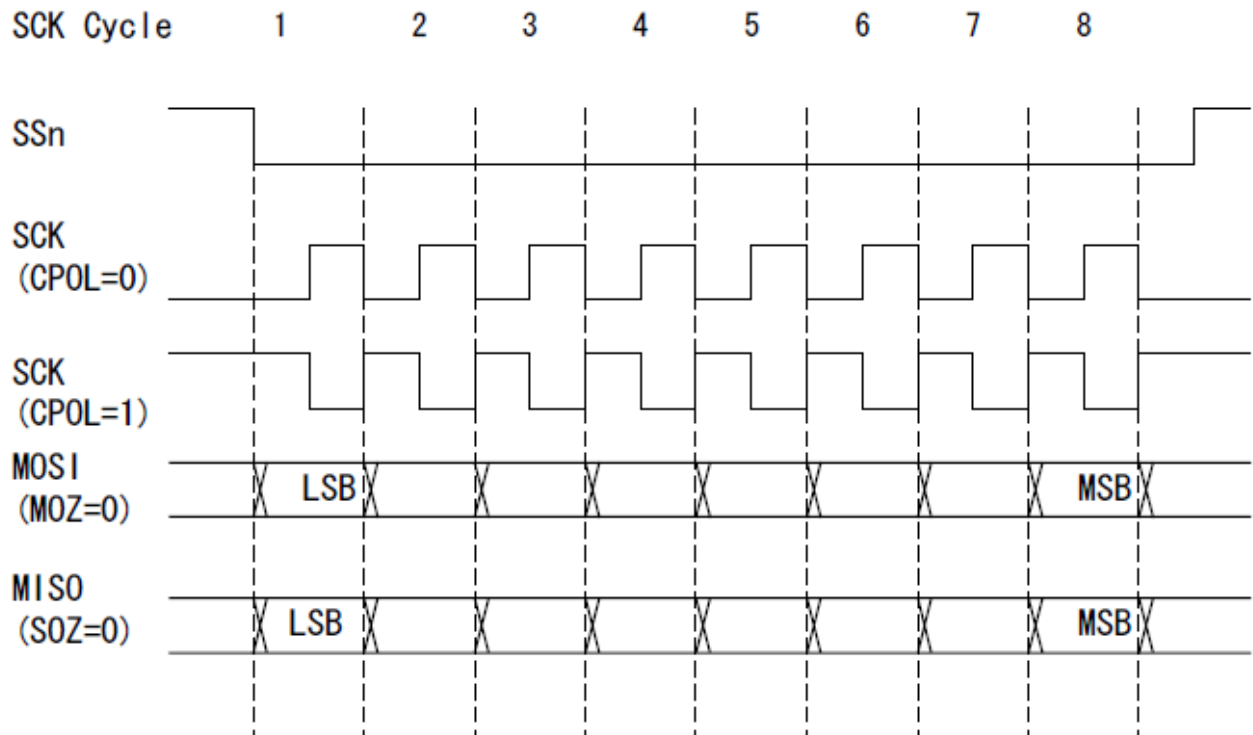 SCK Cycle 1 2 3 4 5 6 7 8
SSn
SCK
(CPOL=0)
SCK
(CPOL=1)
MOSI
(MOZ=0)
LSB MSB
MISO
(SOZ=0)
LSB MSB